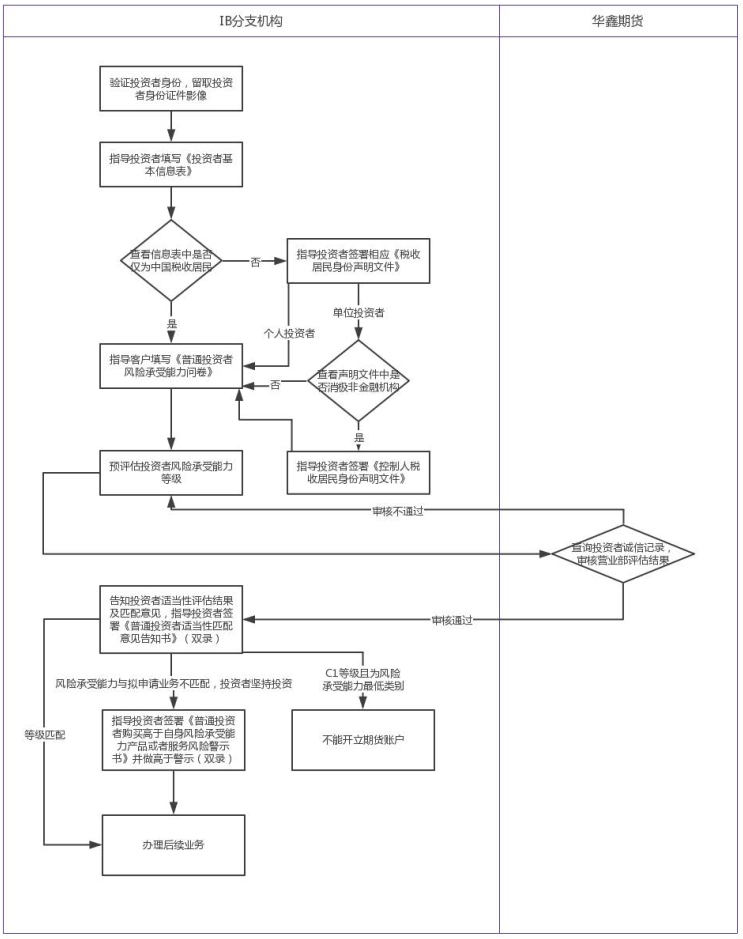 IB分支机构
华鑫期货
验证投资者身份，留取投资
者身份证件影像
指导投资者填写《投资者基
本信息表》
查看信息表中是否
仅为中国税收居民
否
指导投资者签署相应《税收
居民身份声明文件》
是
个人投资者
单位投资者
指导客户填写《普通投资者
风险承受能力问卷》
否
查看声明文件中是
否消极非金融机构
是
预评估投资者风险承受能力
等级
指导投资者签署《控制人税
收居民身份声明文件》
审核不通过
查询投资者诚信记录，
审核营业部评估结果
告知投资者适当性评估结果
及匹配意见，指导投资者签
署《普通投资者适当性匹配
意见告知书》（双录）
审核通过
风险承受能力与拟申请业务不匹配，投资者坚持投资
C1等级且为风险
承受能力最低类别
等级匹配
指导投资者签署《普通投资
者购买高于自身风险承受能
力产品或者服务风险警示
书》并做高于警示（双录）
不能开立期货账户
办理后续业务